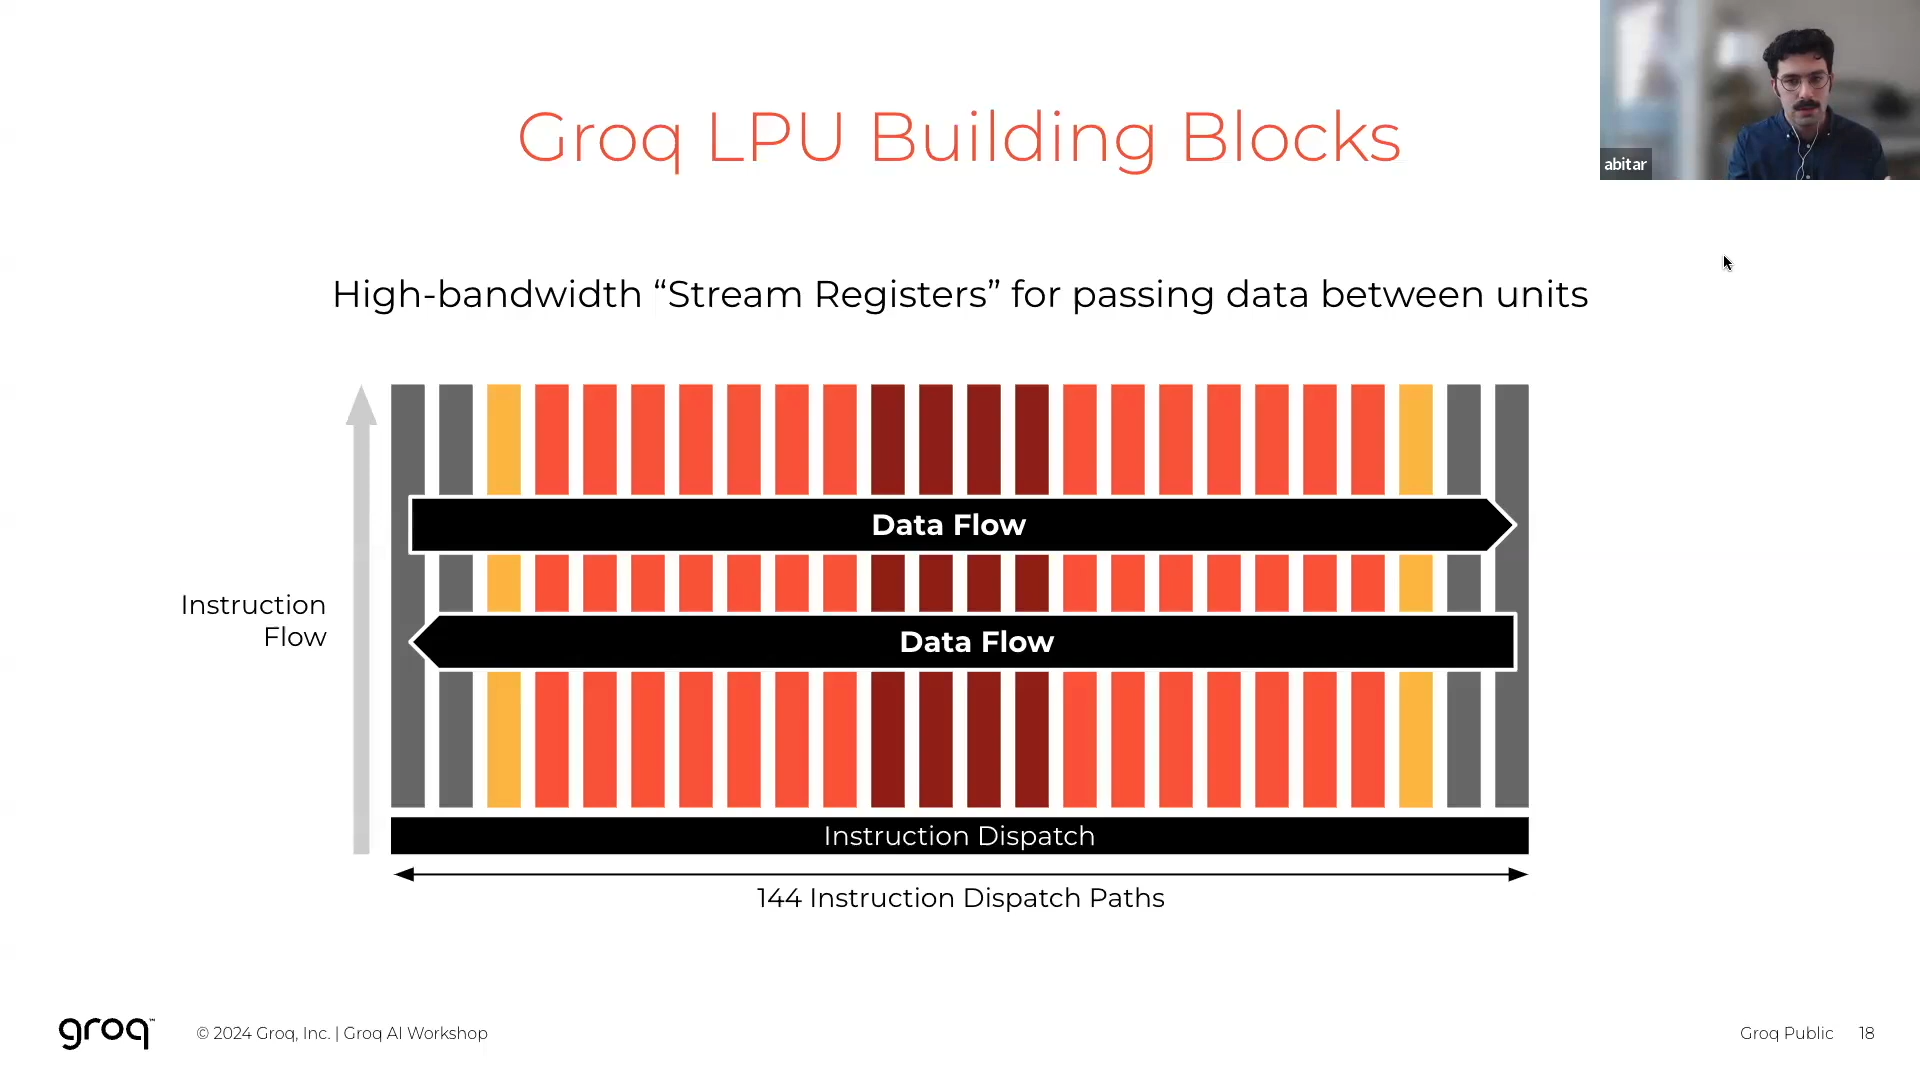 Groq LPU Building Blocks
abitar
High-bandwidth “Stream Registers” for passing data between units
Data Flow
Instruction
Flow
Data Flow
Instruction Dispatch
144 Instruction Dispatch Paths
groq™
© 2024 Groq, Inc. | Groq AI Workshop
Groq Public 18